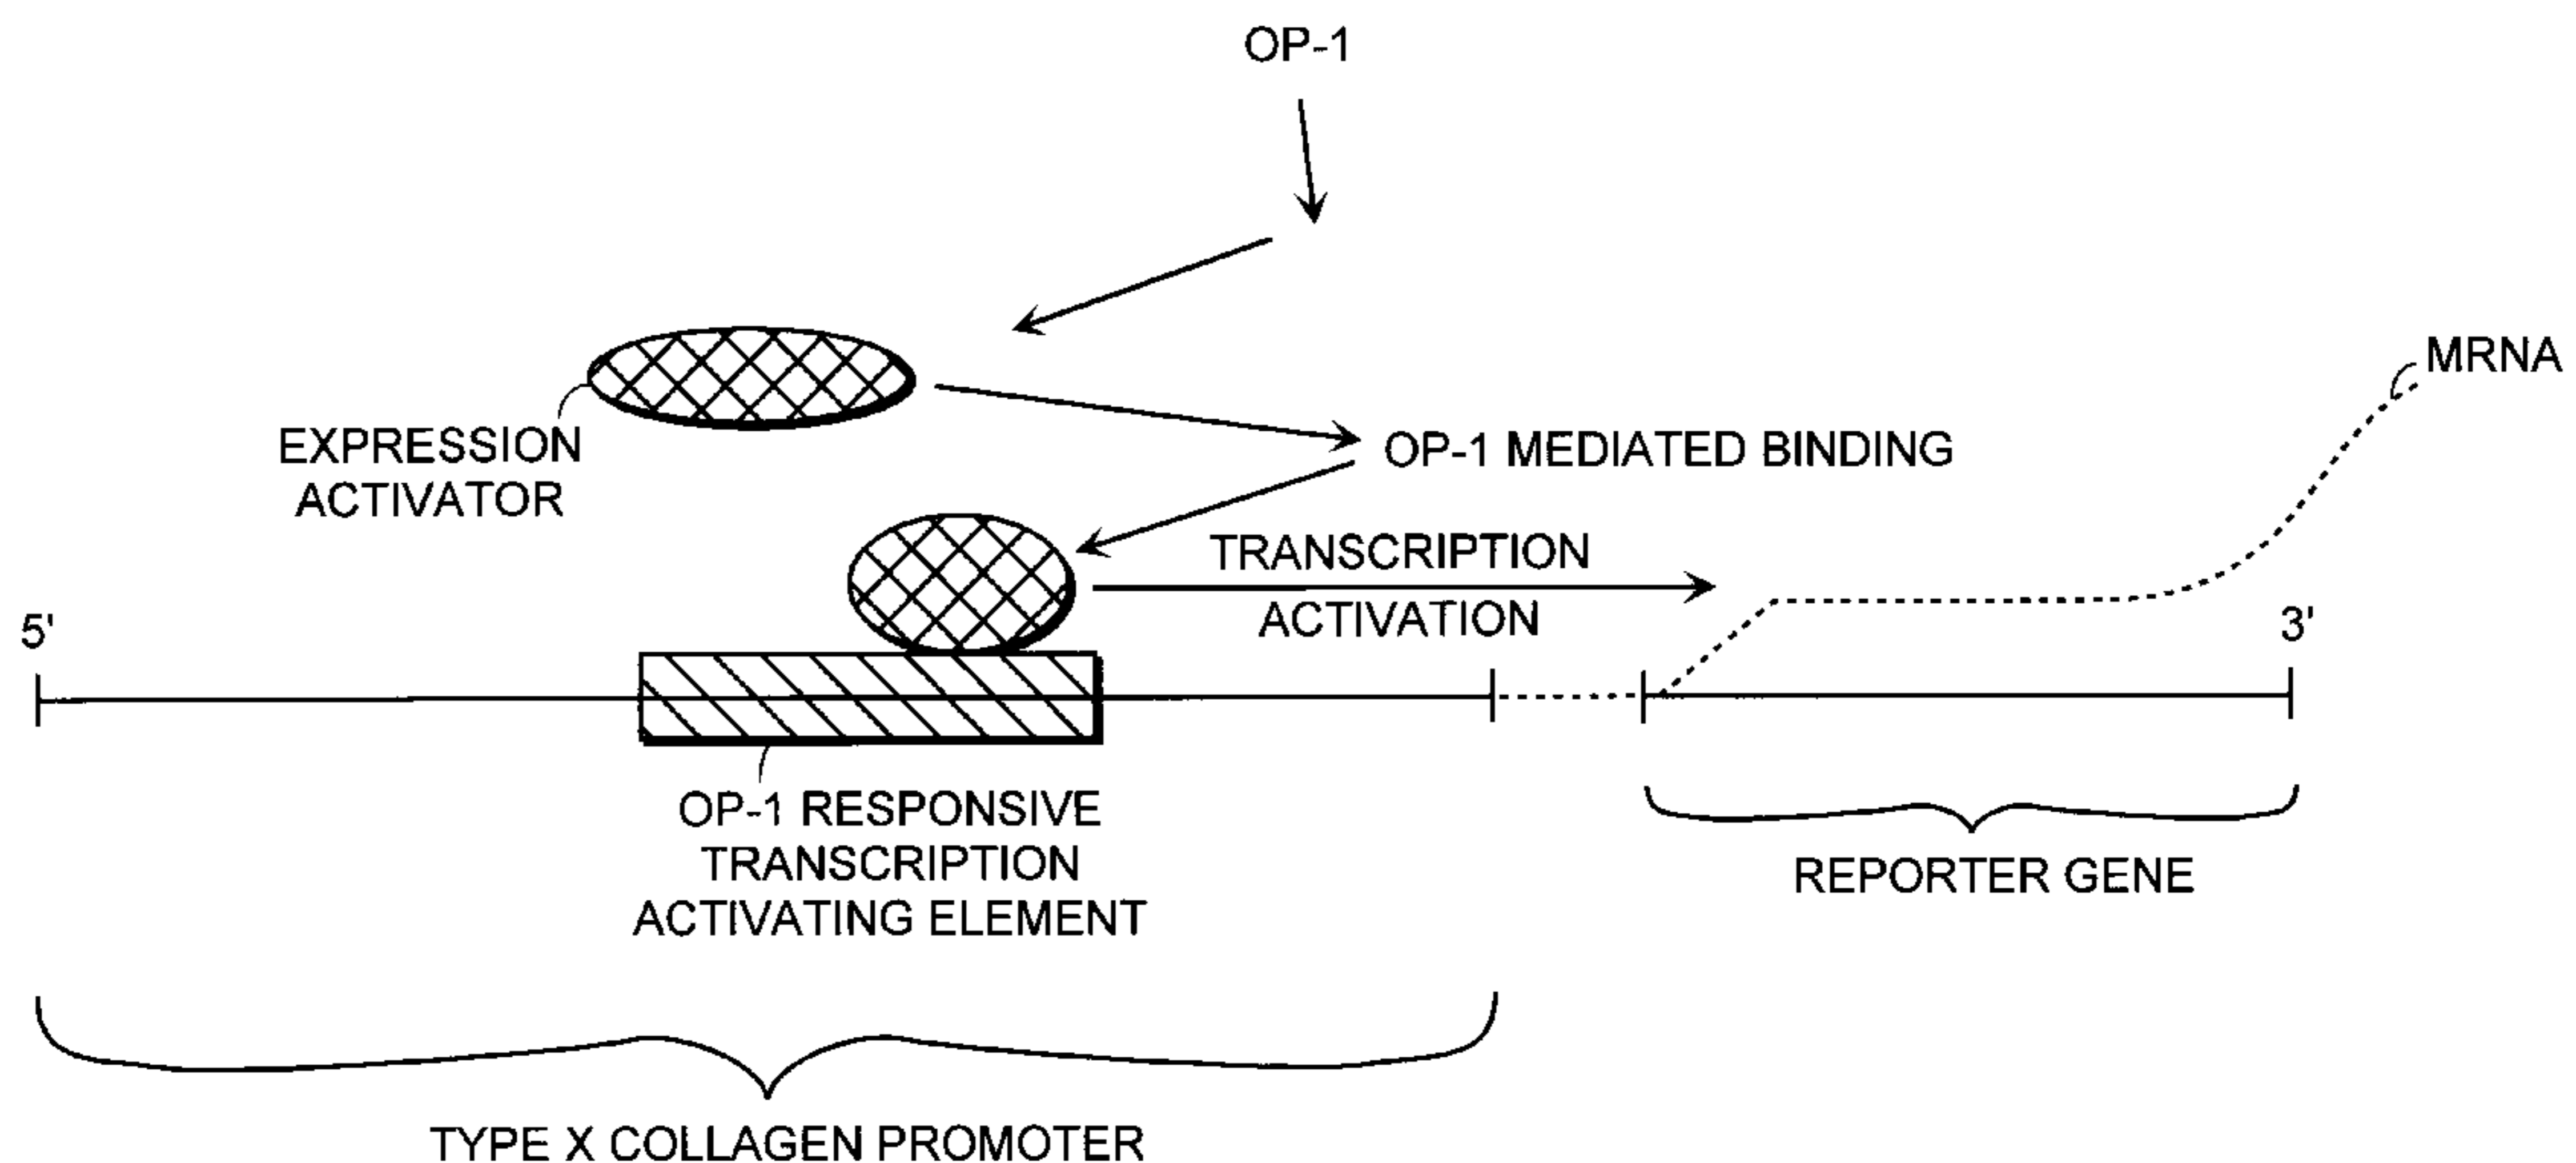 OP-1
MRNA
EXPRESSION
ACTIVATOR
OP-1 MEDIATED BINDING
TRANSCRIPTION
ACTIVATION
5'
3'
OP-1 RESPONSIVE
TRANSCRIPTION
ACTIVATING ELEMENT
REPORTER GENE
TYPE X COLLAGEN PROMOTER